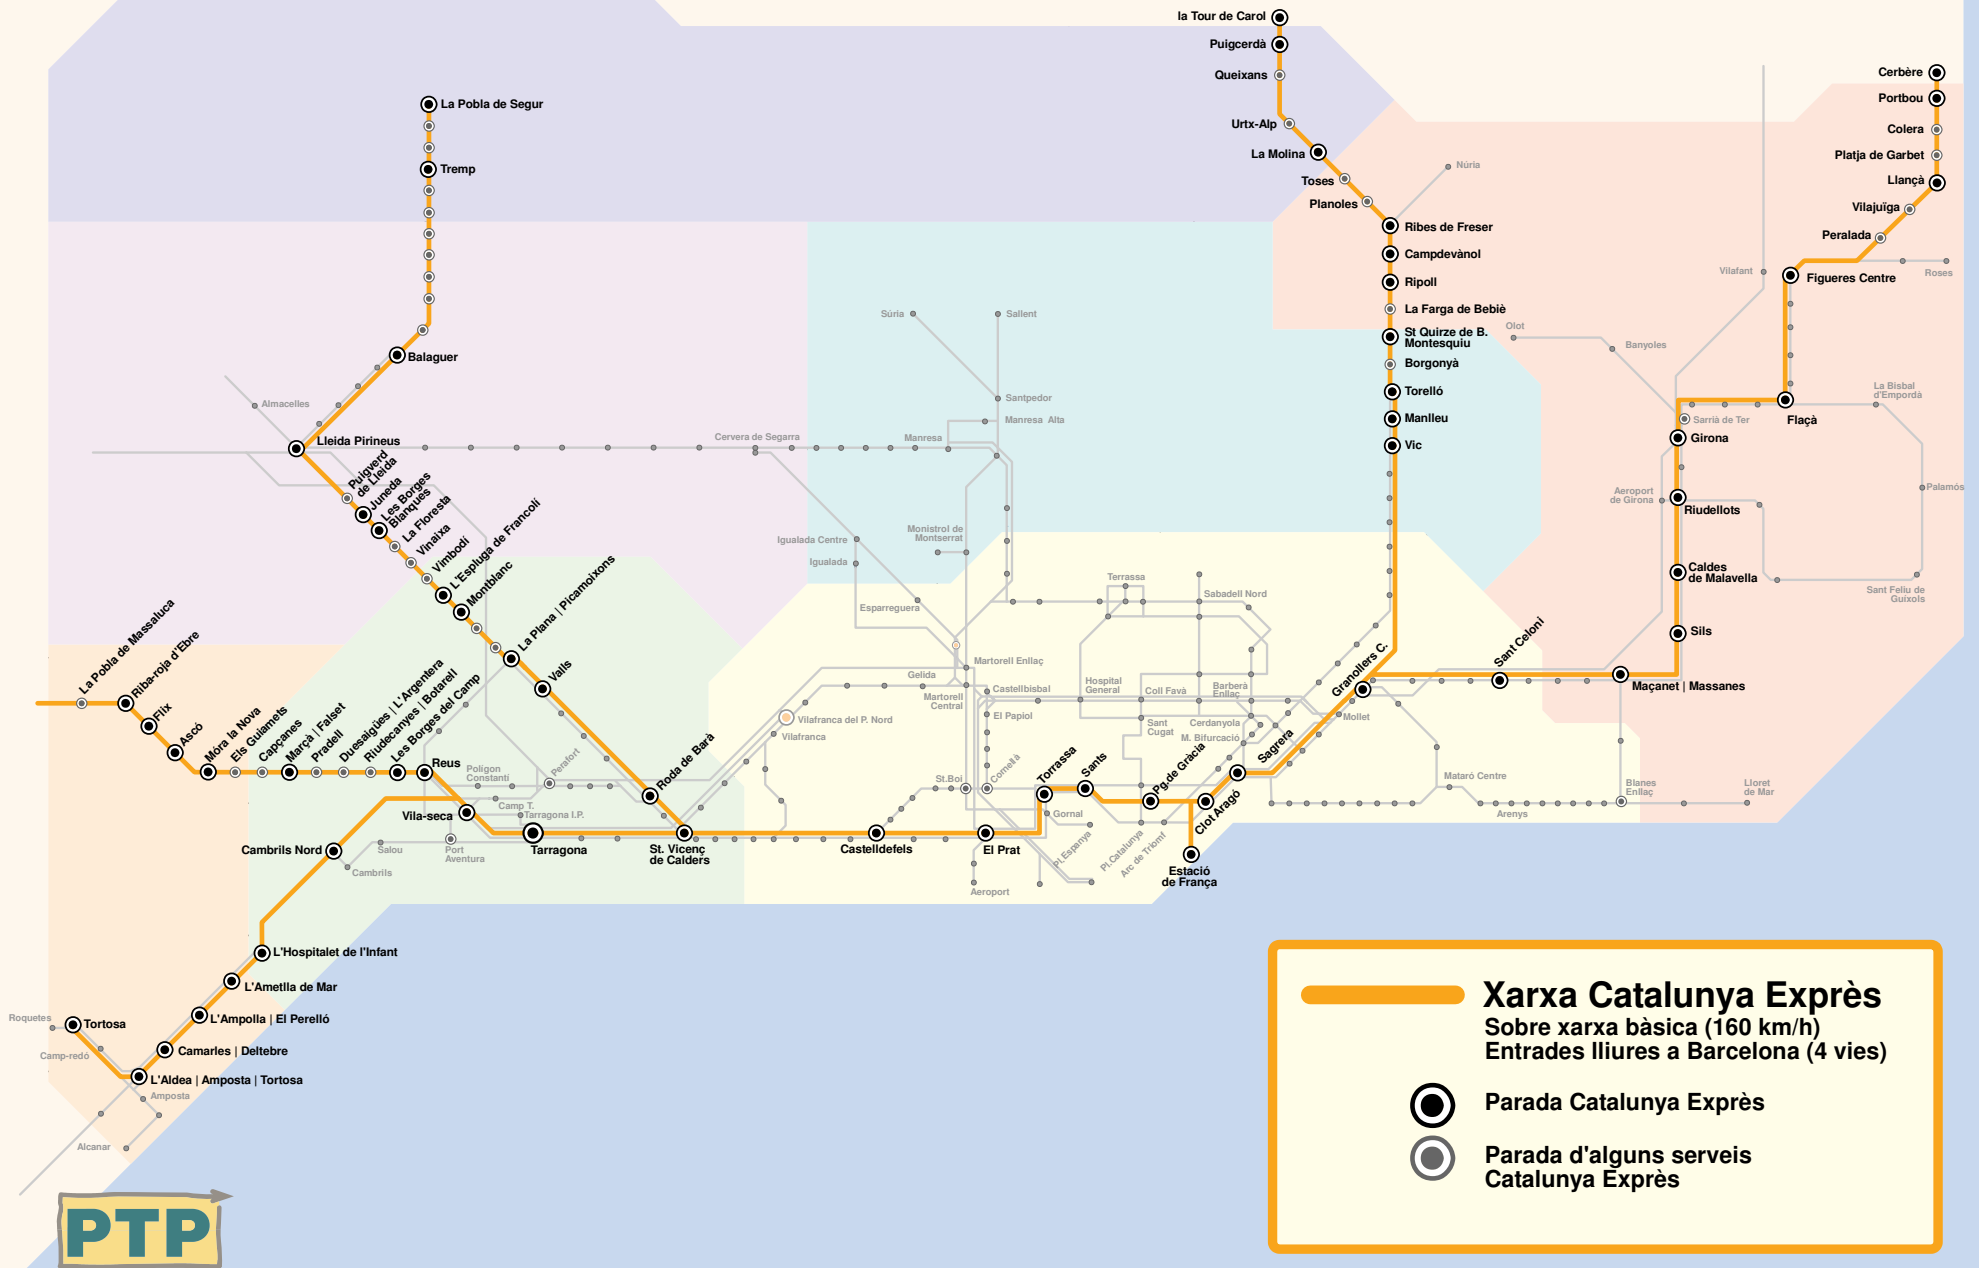 la Tour de Carol
Puigcerdà
Queixans
Urtx-Alp
La Molina
Toses
Planoles
Núria
Ribes de Freser
Campdevànol
Ripoll
La Farga de Bebiè
St Quirze de B.
Montesquiu
Borgonyà
Torelló
Manlleu
Vic
Cerbère
Portbou
Colera
Platja de Garbet
Llançà
Vilajuïga
Peralada
Figueres Centre
Roses
Vilafant
Olot
Banyoles
La Bisbal
d'Empordà
Flaçà
Sarrià de Ter
Girona
Aeroport
de Girona
Palamós
Riudellots
Caldes
de Malavella
Sant Feliu de
Guíxols
Sils
Sant Celoni
Maçanet | Massanes
Blanes
Enllaç
Lloret
de Mar
Mataró Centre
Arenys
La Pobla de Segur
Tremp
Balaguer
Almacelles
Lleida Pirineus
Cervera de Segarra
Manresa
Manresa Alta
Santpedor
Súria
Sallent
Puigverd
de Lleida
Juneda
Les Borges
Blanques
La Floresta
Vinaixa
Vimbodí
L'Espluga de Francolí
Montblanc
La Plana | Picamoixons
Valls
Roda de Barà
Monistrol de
Montserrat
Igualada Centre
Igualada
Esparreguera
Terrassa
Sabadell Nord
Martorell Enllaç
Gelida
Martorell
Central
Castellbisbal
El Papiol
Hospital
General
Coll Favà
Barberà
Enllaç
Sant
Cugat
Cerdanyola
M. Bifurcació
Mollet
Granollers C.
Vilafranca del P. Nord
Vilafranca
St.Boi
Cornellà
Torrassa
Sants
Pg.de Gràcia
Sagrera
Clot Aragó
Gornal
Pl.Espanya
Pl.Catalunya
Arc de Triomf
Estació
de França
Aeroport
El Prat
Castelldefels
St. Vicenç
de Calders
Tarragona
Tarragona I.P.
Camp T.
Perafort
Polígon
Constantí
Port
Aventura
Salou
Cambrils
Vila-seca
Reus
Cambrils Nord
La Pobla de Massaluca
Riba-roja d'Ebre
Flix
Ascó
Móra la Nova
Els Guiamets
Capçanes
Marçà | Falset
Pradell
Duesaigües | L'Argentera
Riudecanyes | Botarell
Les Borges del Camp
L'Hospitalet de l'Infant
L'Ametlla de Mar
L'Ampolla | El Perelló
Camarles | Deltebre
L'Aldea | Amposta | Tortosa
Roquetes
Tortosa
Camp-redó
Amposta
Alcanar
Xarxa Catalunya Exprès
Sobre xarxa bàsica (160 km/h)
Entrades lliures a Barcelona (4 vies)
Parada Catalunya Exprès
Parada d'alguns serveis
Catalunya Exprès
PTP